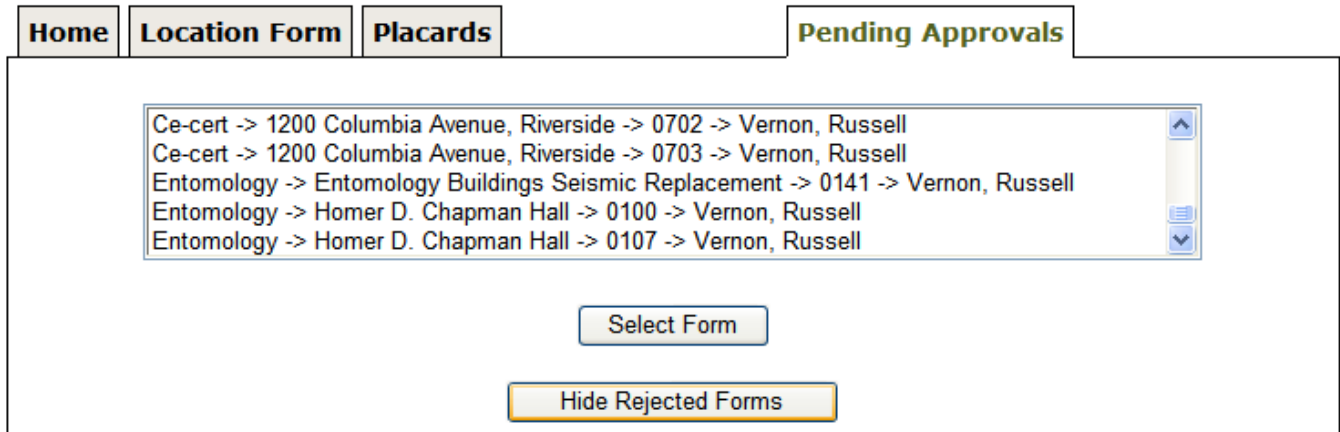 Home Location Form Placards Pending Approvals
Ce-cert -> 1200 Columbia Avenue, Riverside -> 0702 -> Vernon, Russell
Ce-cert -> 1200 Columbia Avenue, Riverside -> 0703 -> Vernon, Russell
Entomology -> Entomology Buildings Seismic Replacement -> 0141 -> Vernon, Russell
Entomology -> Homer D. Chapman Hall -> 0100 -> Vernon, Russell
Entomology -> Homer D. Chapman Hall -> 0107 -> Vernon, Russell
Select Form
Hide Rejected Forms